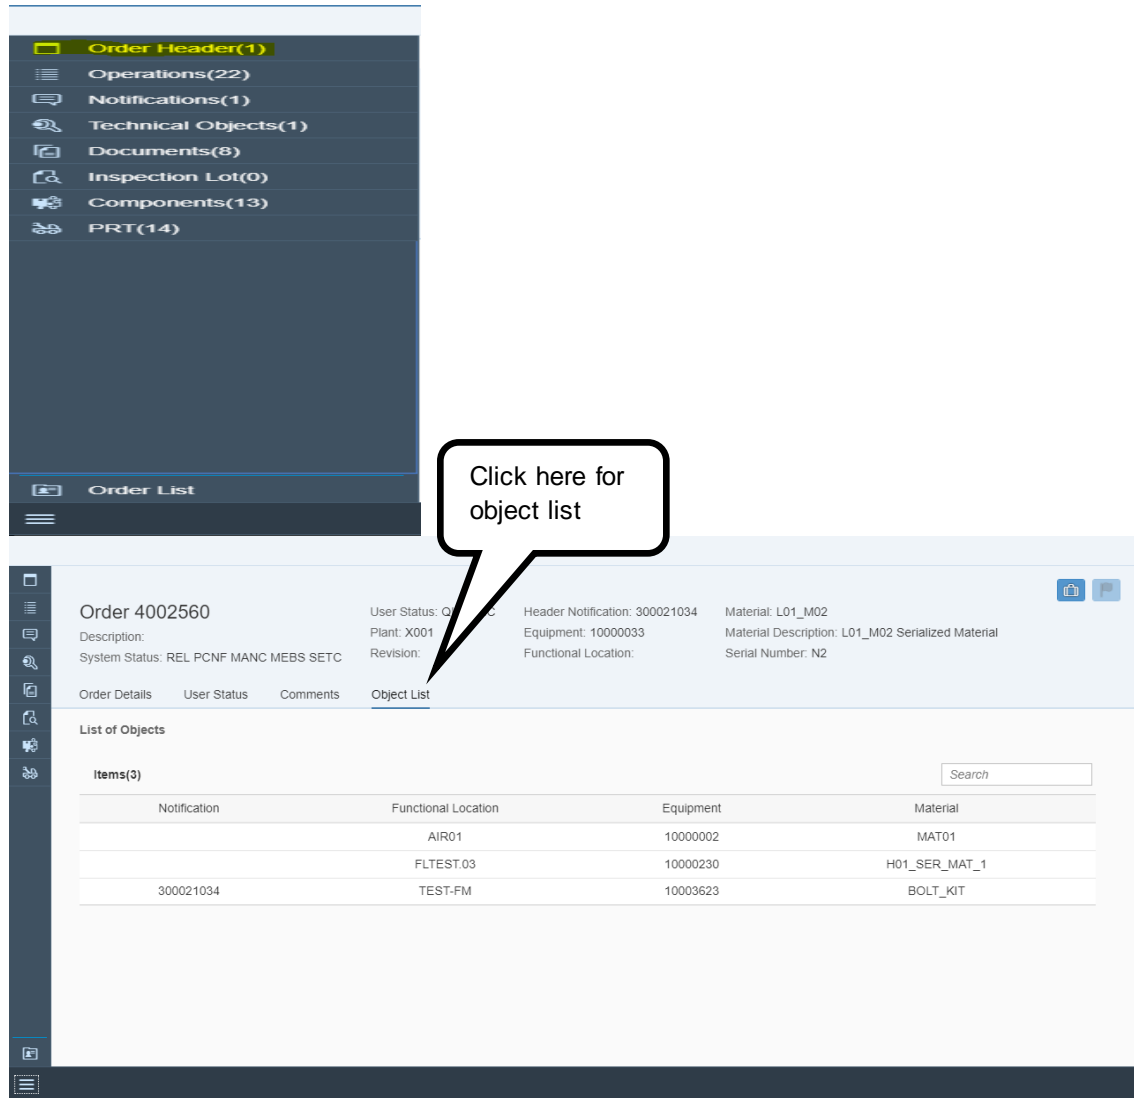 Order Header(1)
Operations(22)
Notifications(1)
Technical Objects(1)
Documents(8)
Inspection Lot(0)
Components(13)
PRT(14)
Order List
Click here for
object list
Order 4002560
Description:
System Status: REL PCNF MANC MEBS SETC
User Status:
Plant: X001
Revision:
Header Notification: 300021034
Equipment: 10000033
Functional Location:
Material: L01_M02
Material Description: L01_M02 Serialized Material
Serial Number: N2
Order Details User Status Comments Object List
List of Objects
Items(3) Search
Notification Functional Location Equipment Material
AIR01 10000002 MAT01
FLTEST.03 10000230 H01_SER_MAT_1
300021034 TEST-FM 10003623 BOLT_KIT